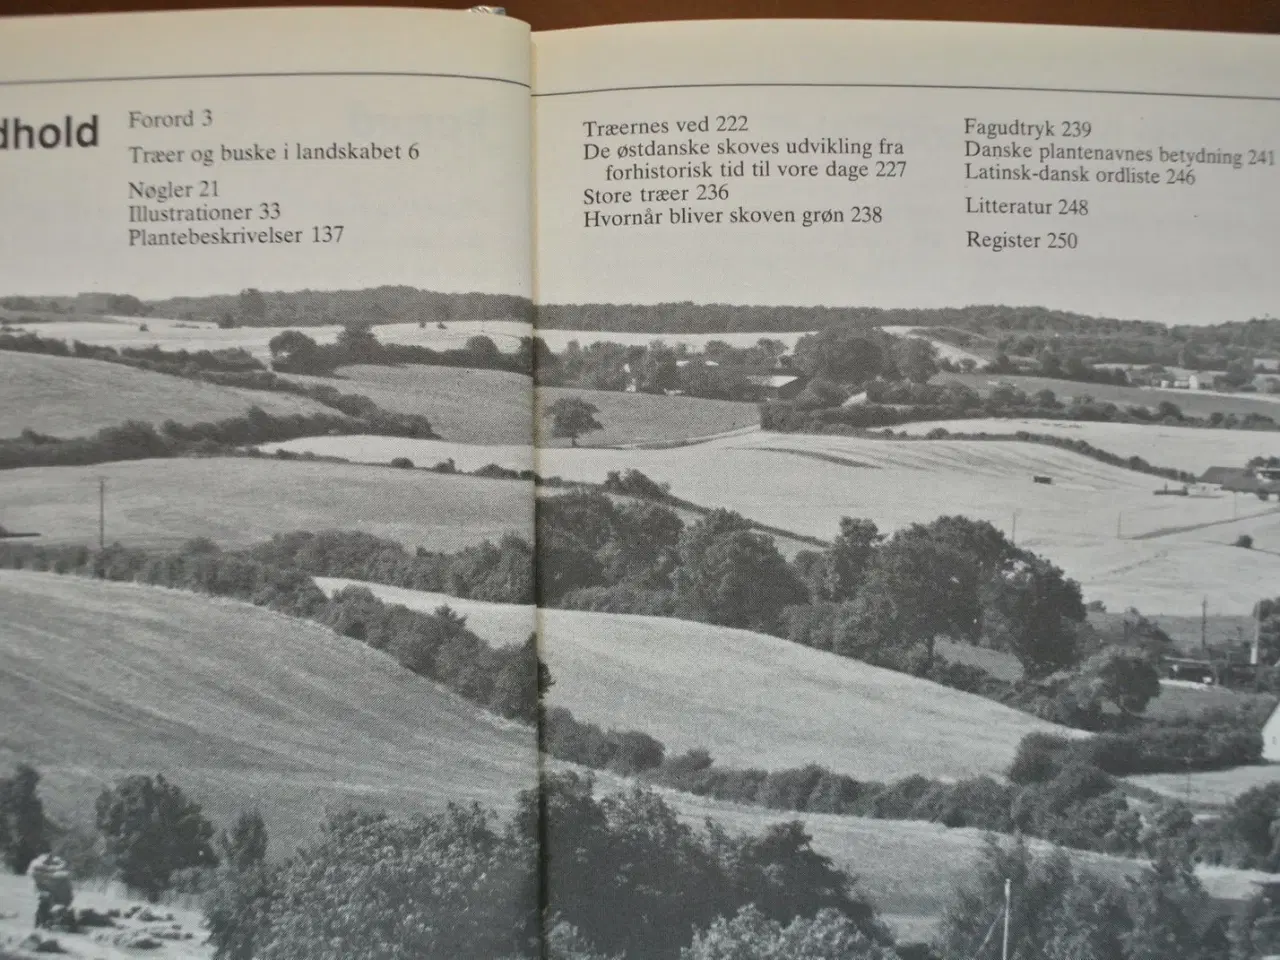 dhold
Forord 3
Træer og buske i landskabet 6
Nøgler 21
Illustrationer 33
Plantebeskrivelser 137
Træernes ved 222
De østdanske skoves udvikling fra
forhistorisk tid til vore dage 227
Store træer 236
Hvornår bliver skoven grøn 238
Fagudtryk 239
Danske plantenavnes betydning 241
Latinsk-dansk ordliste 246
Litteratur 248
Register 250